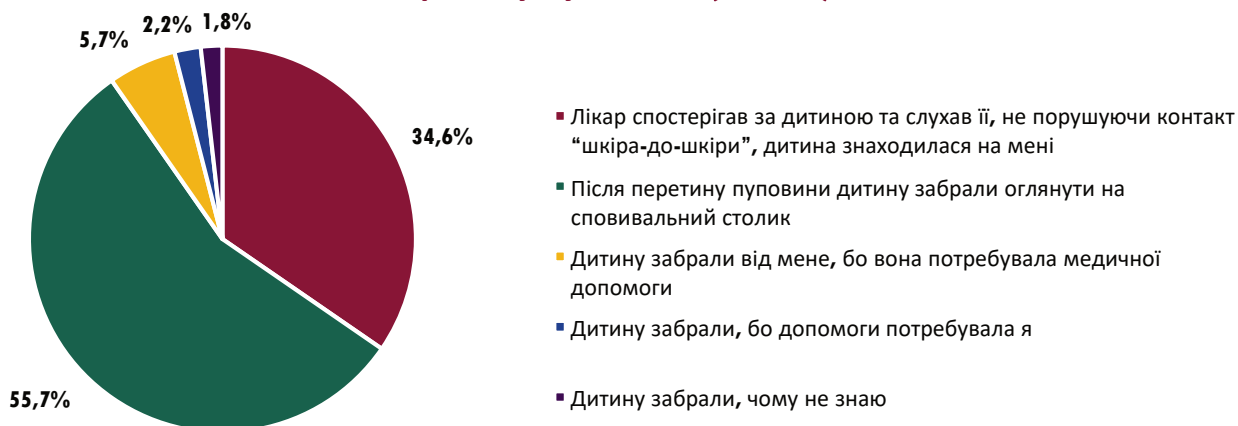 2,2%
1,8%
5,7%
34,6%
55,7%
Лікар спостерігав за дитиною та слухав її, не порушуючи контакт
“шкіра-до-шкіри”, дитина знаходилася на мені
Після перетину пуповини дитину забрали оглянути на
сповивальний столик
Дитину забрали від мене, бо вона потребувала медичної
допомоги
Дитину забрали, бо допомоги потребувала я
Дитину забрали, чому не знаю